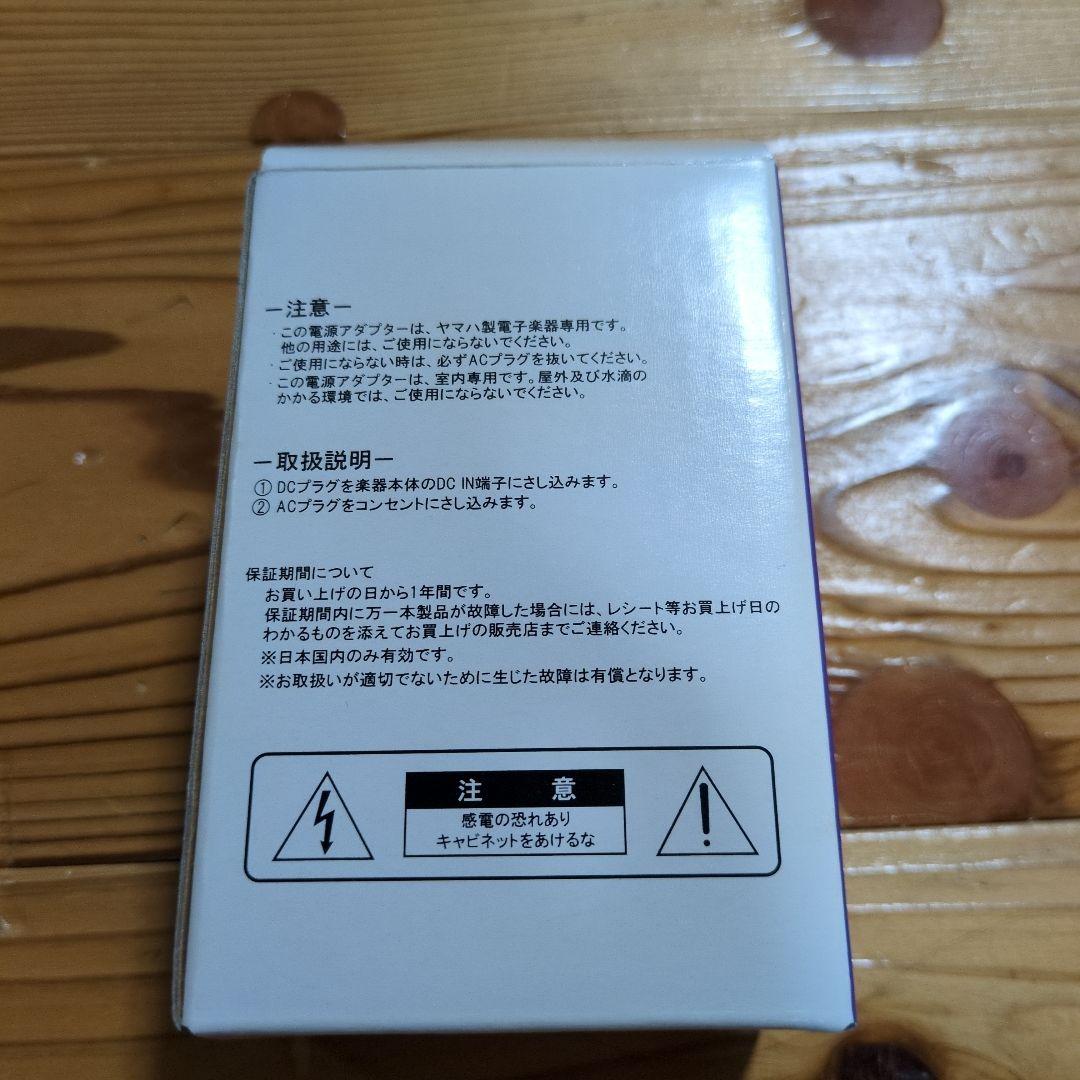 －注意－
・この電源アダプターは、ヤマハ製電子楽器専用です。
他の用途には、ご使用にならないでください。
・ご使用にならない時は、必ずACプラグを抜いてください。
・この電源アダプターは、室内専用です。屋外及び水滴の
かかる環境では、ご使用にならないでください。
－取扱説明－
① DCプラグを楽器本体のDC IN端子にさし込みます。
② ACプラグをコンセントにさし込みます。
保証期間について
お買い上げの日から1年間です。
保証期間内に万一本製品が故障した場合には、レシート等お買上げ日の
わかるものを添えてお買上げの販売店までご連絡ください。
※日本国内のみ有効です。
※お取扱いが適切でないために生じた故障は有償となります。
注 意
感電の恐れあり
キャビネットをあけるな